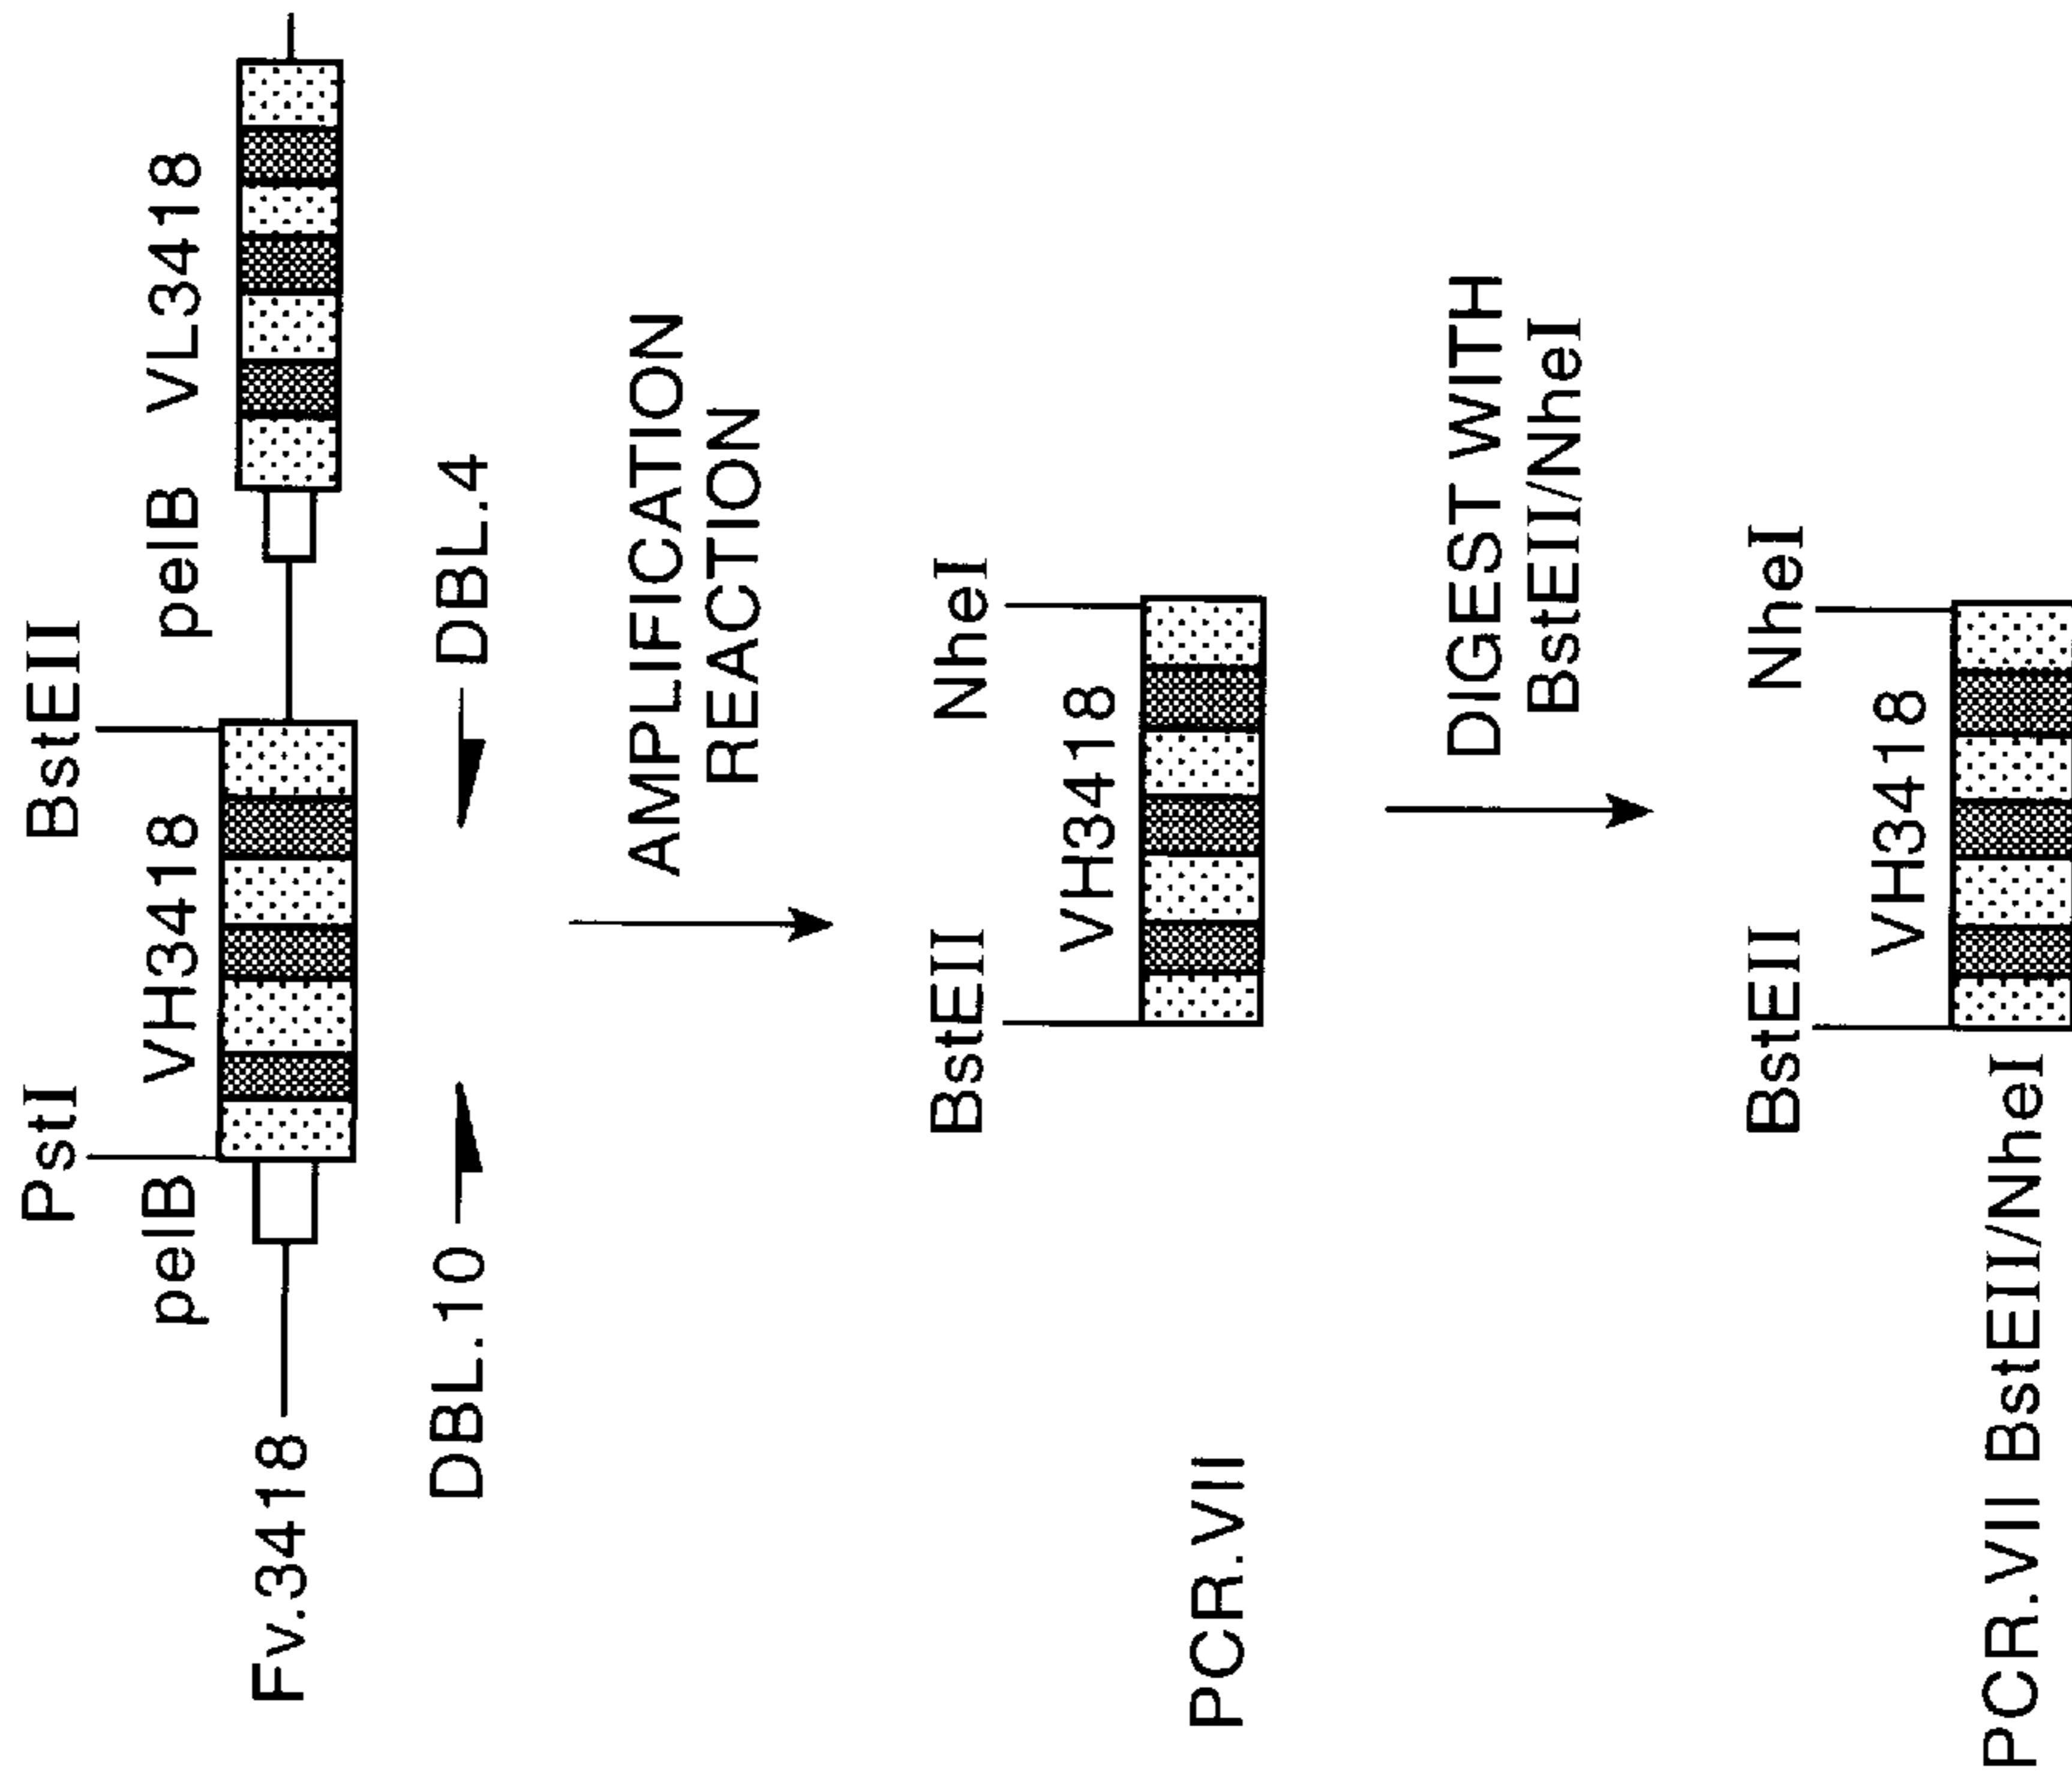 PstI
BstEII
pelB
VH3418
pelB
VL3418
Fv.3418
DBL.10
DBL.4
AMPLIFICATION
REACTION
BstEII
NheI
VH3418
PCR.VII
DIGEST WITH
BstEII/NheI
BstEII
NheI
VH3418
PCR.VII BstEII/NheI